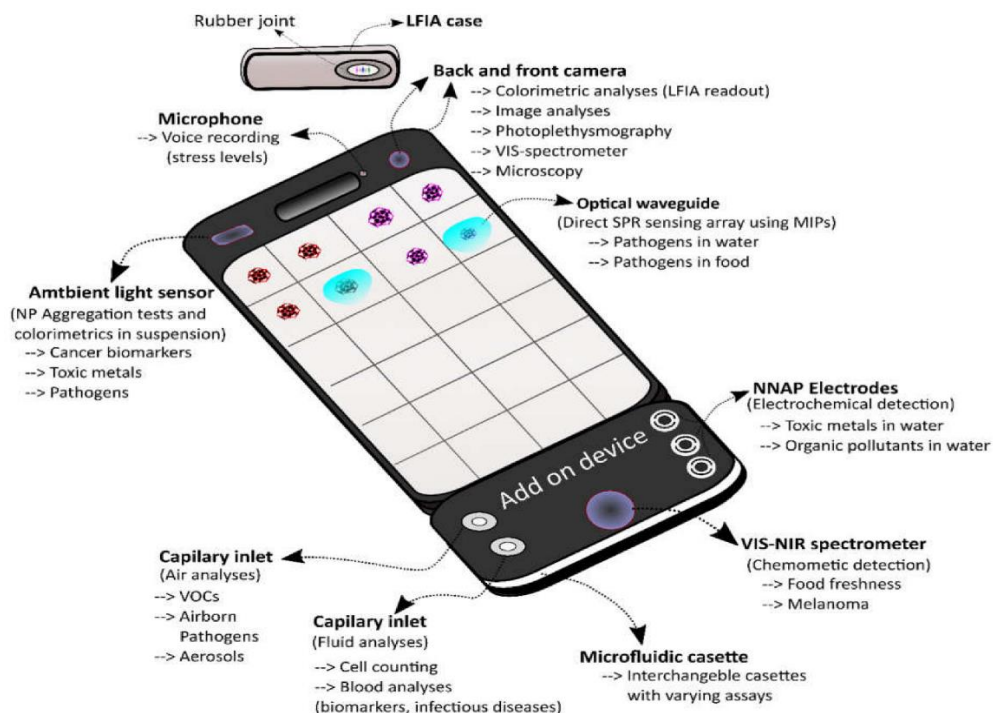 Rubber joint
LFIA case
Back and front camera
--> Colorimetric analyses (LFIA readout)
--> Image analyses
--> Photoplethysmography
--> VIS-spectrometer
--> Microscopy
Microphone
--> Voice recording
(stress levels)
Optical waveguide
(Direct SPR sensing array using MIPs)
--> Pathogens in water
--> Pathogens in food
Amtbient light sensor
(NP Aggregation tests and
colorimetrics in suspension)
--> Cancer biomarkers
--> Toxic metals
--> Pathogens
NNAP Electrodes
(Electrochemical detection)
--> Toxic metals in water
--> Organic pollutants in water
Add on device
VIS-NIR spectrometer
(Chemometic detection)
--> Food freshness
--> Melanoma
Capilary inlet
(Air analyses)
--> VOCs
--> Airborn
Pathogens
--> Aerosols
Capilary inlet
(Fluid analyses)
--> Cell counting
--> Blood analyses
(biomarkers, infectious diseases)
Microfluidic casette
--> Interchangeble casettes
with varying assays